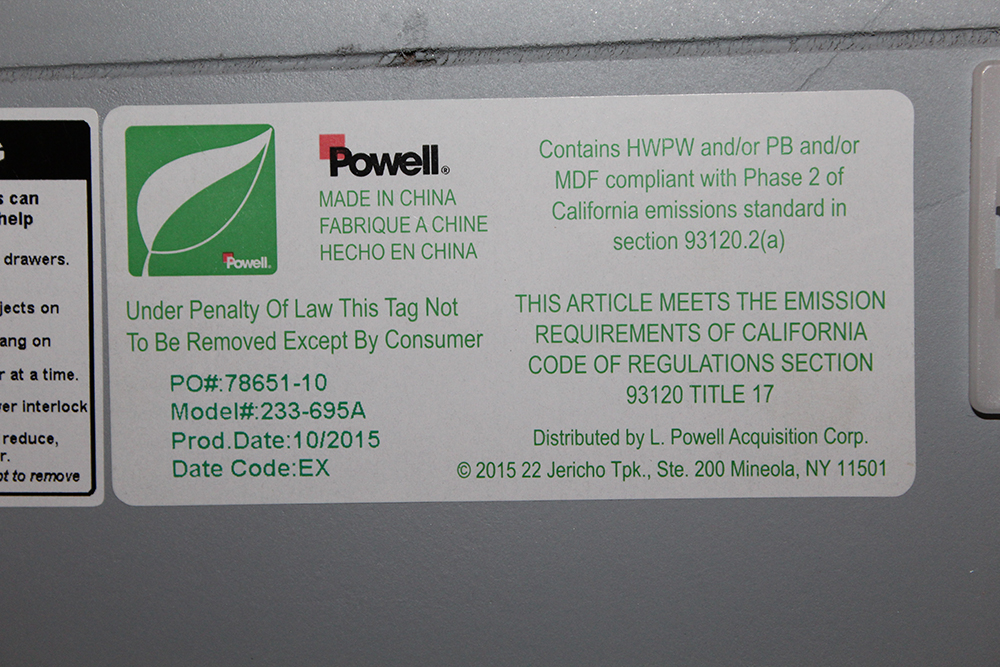 s can
help
drawers.
jects on
ang on
r at a time.
er interlock
reduce,
r.
ot to remove
Powell
Powell®
MADE IN CHINA
FABRIQUE A CHINE
HECHO EN CHINA
Under Penalty Of Law This Tag Not
To Be Removed Except By Consumer
PO#:78651-10
Model#:233-695A
Prod.Date:10/2015
Date Code:EX
Contains HWPW and/or PB and/or
MDF compliant with Phase 2 of
California emissions standard in
section 93120.2(a)
THIS ARTICLE MEETS THE EMISSION
REQUIREMENTS OF CALIFORNIA
CODE OF REGULATIONS SECTION
93120 TITLE 17
Distributed by L. Powell Acquisition Corp.
© 2015 22 Jericho Tpk., Ste. 200 Mineola, NY 11501